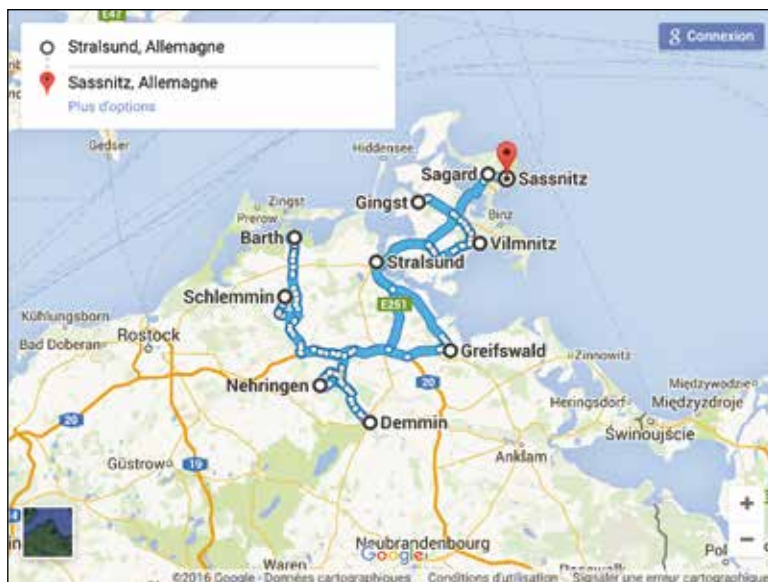 E47
Stralsund, Allemagne
Sassnitz, Allemagne
Plus d'options
Connexion
Gedser
Hiddensee
Sagard
Sassnitz
Gingst
Zingst
Prerow
Binz
Barth
Vilmnitz
Stralsund
Schlemmin
E251
Kühlungsborn
Bad Doberan
Rostock
Greifswald
Zinnowitz
Nehringen
20
Międzywodzie
Międzyzdroje
Heringsdorf
Świnoujście
20
Demmin
Anklam
Güstrow
19
Neubrandenbourg
Google
Waren
Pol
©2016 Google - Données cartographiques
Conditions d'utilisation
Signaler une erreur cartographique